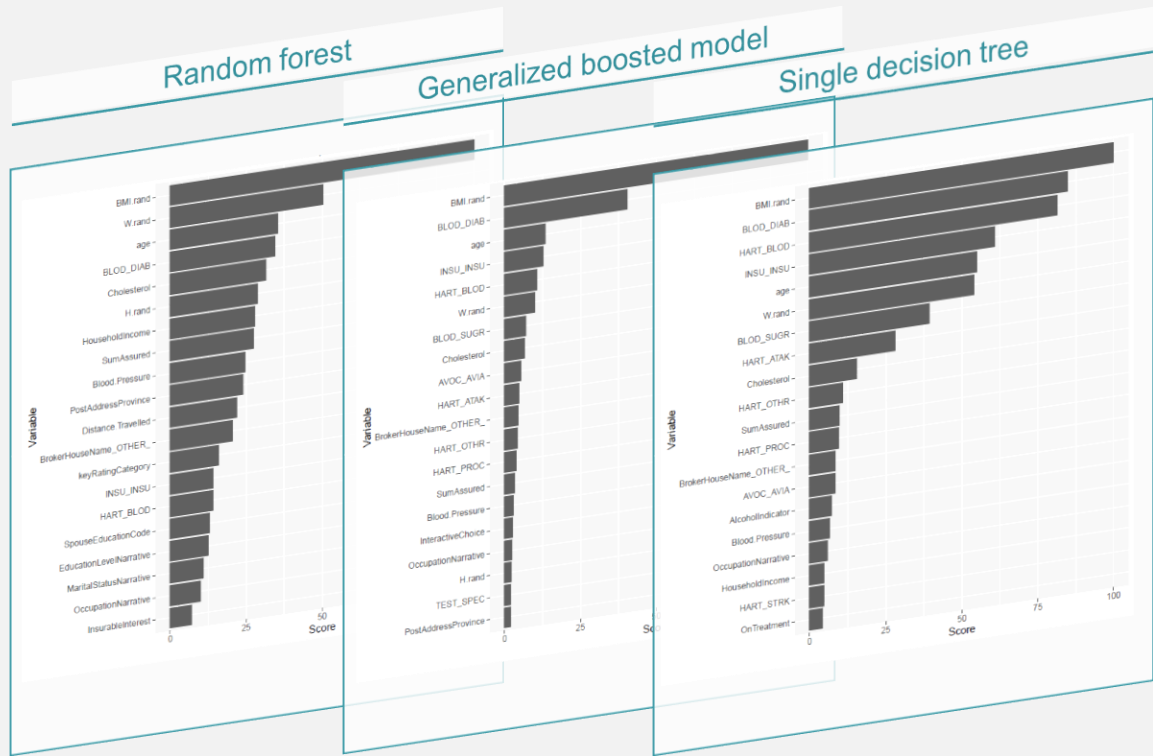 Random forest
Variable
BMI.rand
W.rand
age
BLOD_DIAB
Cholesterol
H.rand
HouseholdIncome
SumAssured
Blood.Pressure
PostAddressProvince
Distance Travelled
BrokerHouseName_OTHER_
keyRatingCategory
INSU_INSU
HART_BLOD
SpouseEducationCode
EducationLevelNarrative
MaritalStatusNarrative
OccupationNarrative
InsurableInterest
0 25 50
Score
Generalized boosted model
Variable
BMI.rand
BLOD_DIAB
age
INSU_INSU
HART_BLOD
W.rand
BLOD_SUGR
Cholesterol
AVOC_AVIA
HART_ATAK
BrokerHouseName_OTHER_
HART_OTHR
HART_PROC
SumAssured
Blood.Pressure
InteractiveChoice
OccupationNarrative
H.rand
TEST_SPEC
PostAddressProvince
0 25
Single decision tree
Variable
BMI.rand
BLOD_DIAB
HART_BLOD
INSU_INSU
age
W.rand
BLOD_SUGR
HART_ATAK
Cholesterol
HART_OTHR
SumAssured
HART_PROC
BrokerHouseName_OTHER_
AVOC_AVIA
AlcoholIndicator
Blood.Pressure
OccupationNarrative
HouseholdIncome
HART_STRK
OnTreatment
0 25 50 75 100
Score